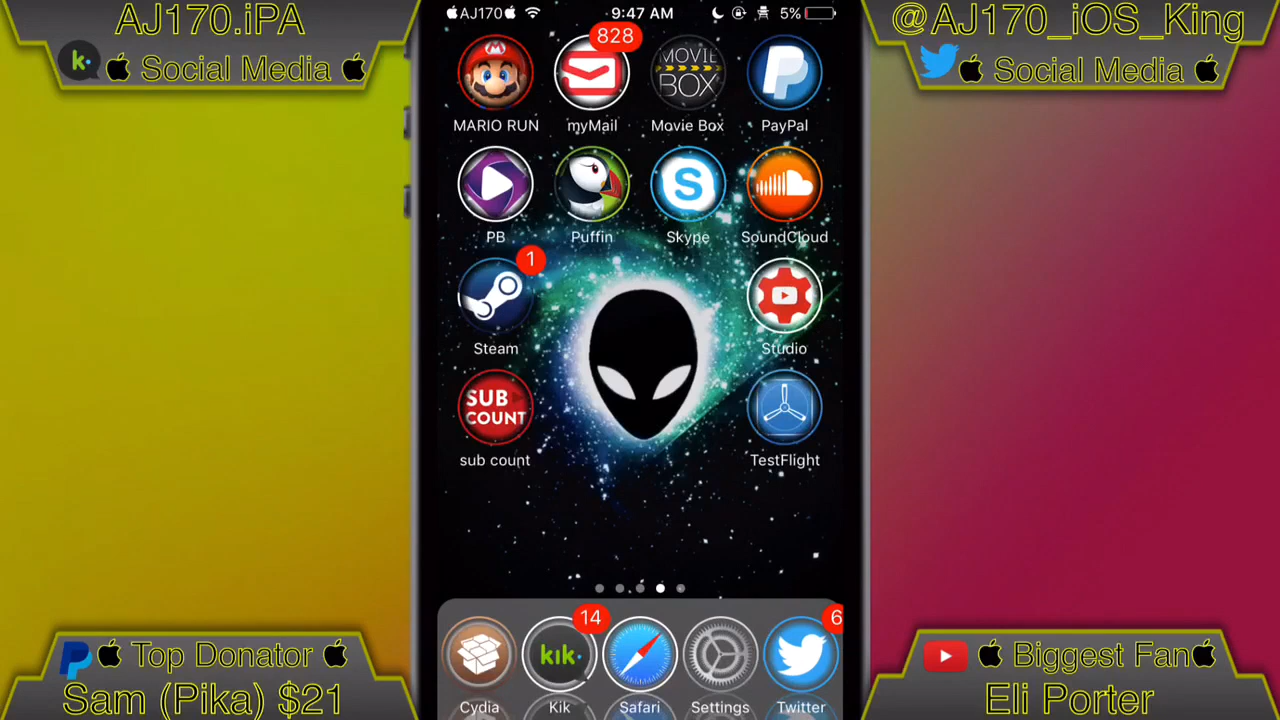 AJ170.iPA
k. Social Media
@AJ170_iOS_King
Social Media
AJ170 9:47 AM 5%
828
MOVIE
BOX
MARIO RUN myMail Movie Box PayPal
PB Puffin Skype SoundCloud
1
Steam Studio
SUB
COUNT
sub count TestFlight
14 6
kik.
Cydia Kik Safari Settings Twitter
Top Donator
Sam (Pika) $21
Biggest Fan
Eli Porter